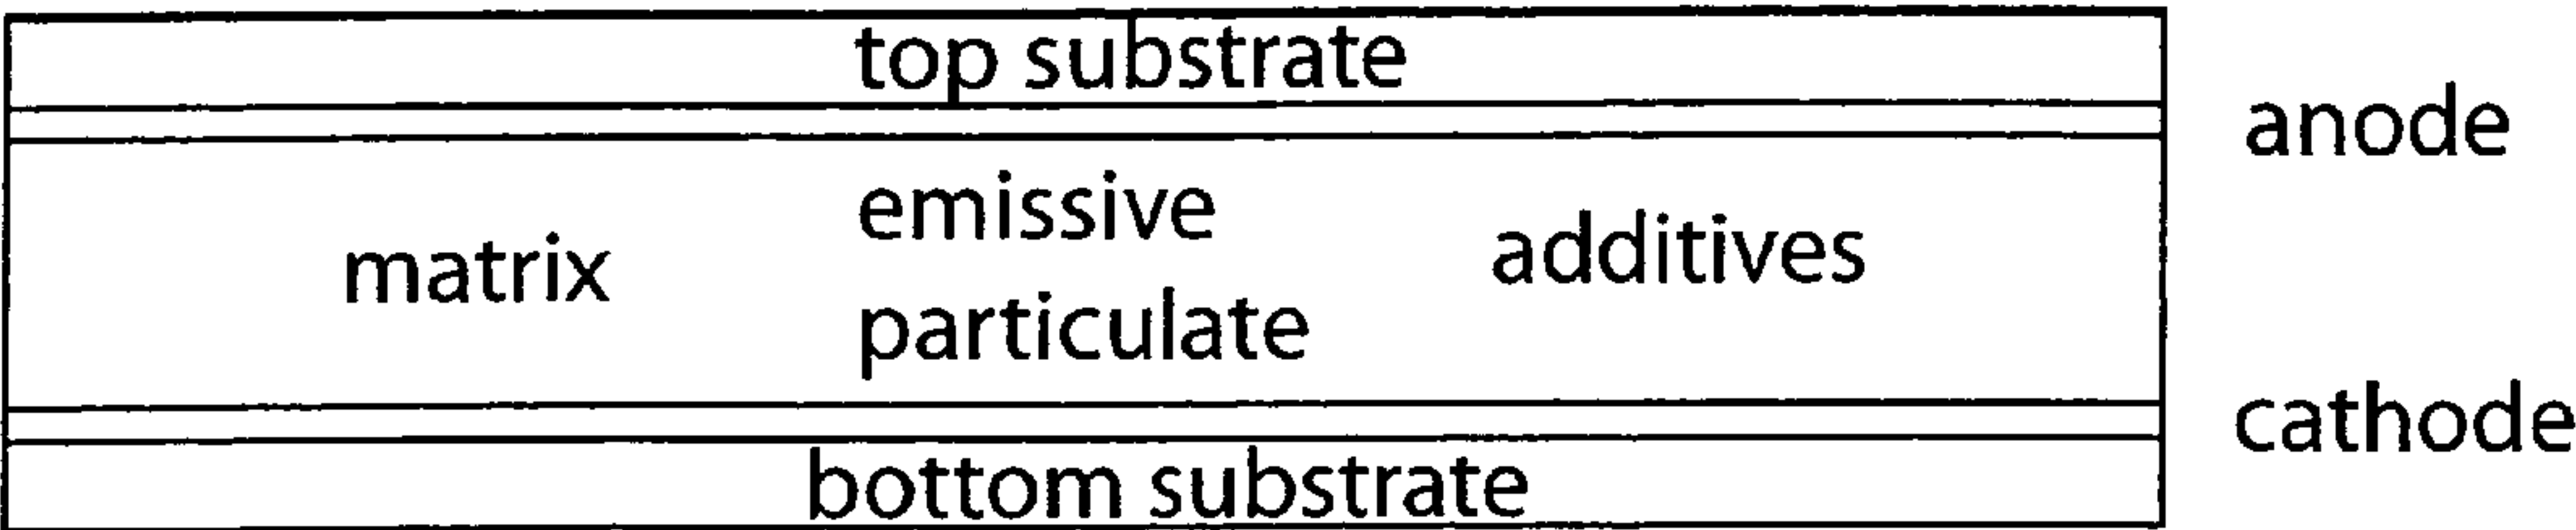 top substrate
anode
emissive
matrix
additives
particulate
cathode
bottom substrate